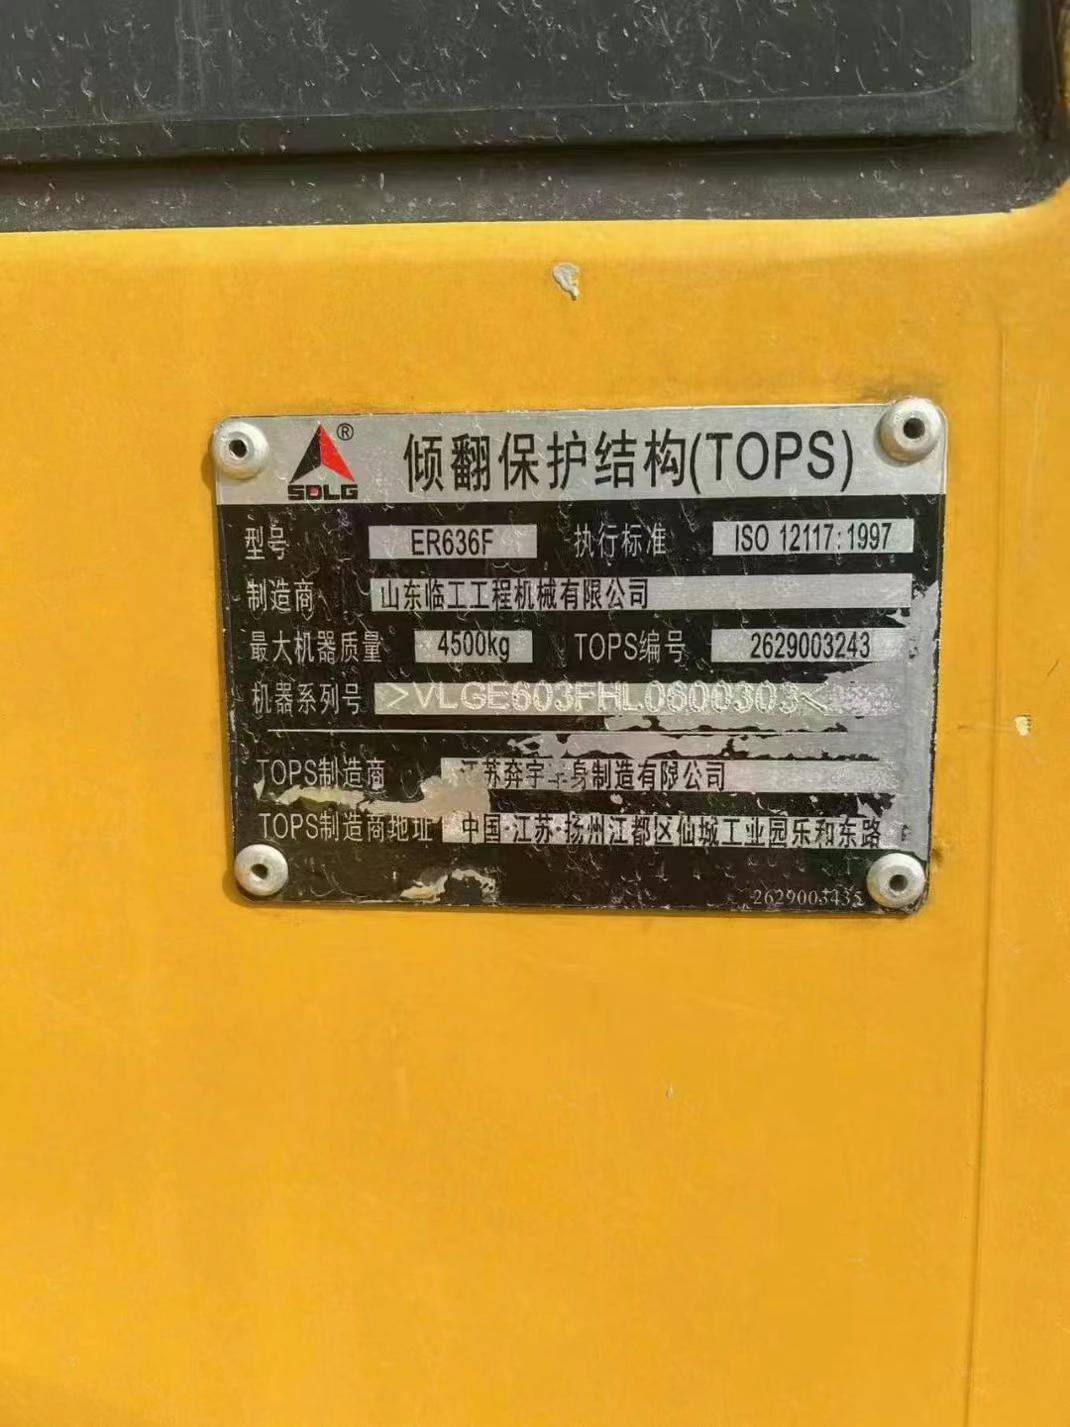 ® SDLG 倾翻保护结构(TOPS)
型号 ER636F 执行标准 ISO 12117:1997
制造商 山东临工工程机械有限公司
最大机器质量 4500kg TOPS编号 2629003243
机器系列号 >VLGE603FHL0600303<
TOPS制造商 江苏奔宇车身制造有限公司
TOPS制造商地址 中国·江苏·扬州江都区仙城工业园乐和东路
2629003435